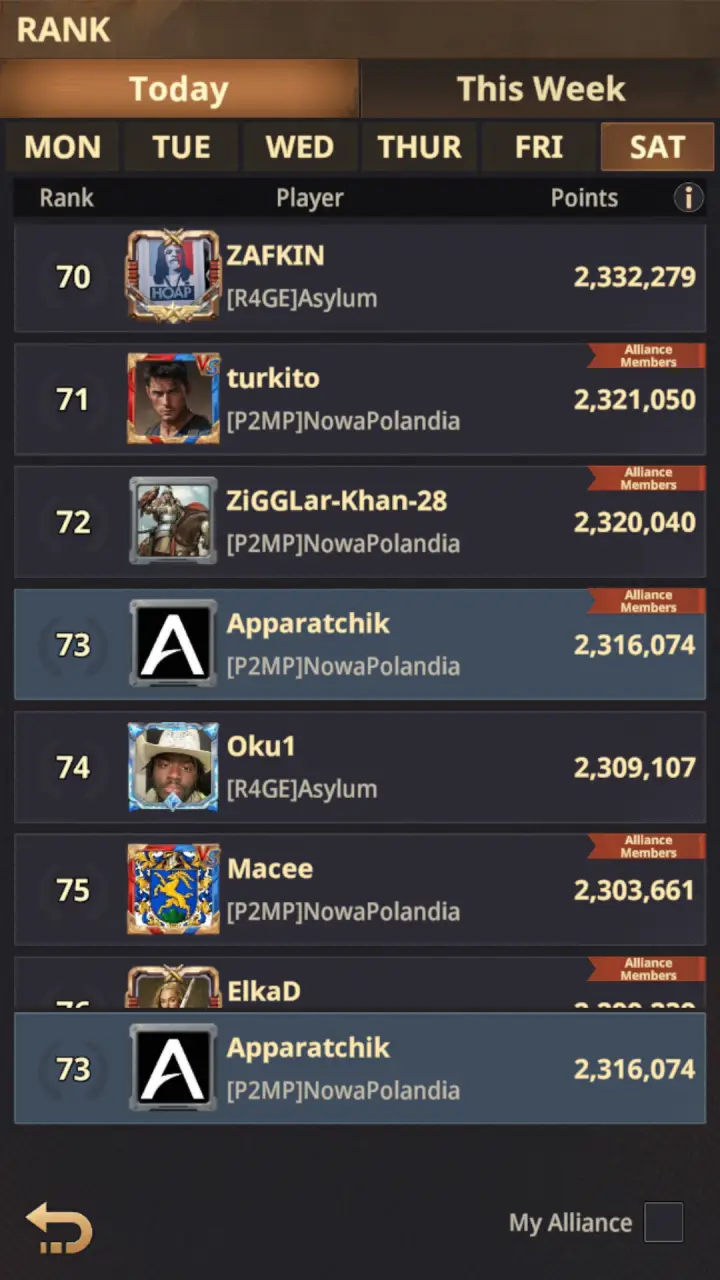 RANK
Today
This Week
MON
TUE
WED
THUR
FRI
SAT
Rank
Player
Points
i
70
HOAP
ZAFKIN
[R4GE]Asylum
2,332,279
71
VS
turkito
[P2MP]NowaPolandia
Alliance
Members
2,321,050
72
ZiGGLar-Khan-28
[P2MP]NowaPolandia
Alliance
Members
2,320,040
73
A
Apparatchik
[P2MP]NowaPolandia
Alliance
Members
2,316,074
74
Oku1
[R4GE]Asylum
2,309,107
75
VS
Macee
[P2MP]NowaPolandia
Alliance
Members
2,303,661
ElkaD
Alliance
Members
73
A
Apparatchik
[P2MP]NowaPolandia
2,316,074
My Alliance